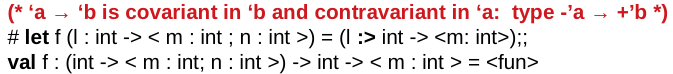 (* ‘a → ‘b is covariant in ‘b and contravariant in ‘a:  type -’a → +’b *)
# let f (l : int -> < m : int ; n : int >) = (l :> int -> <m: int>);;
val f : (int -> < m : int; n : int >) -> int -> < m : int > = <fun>